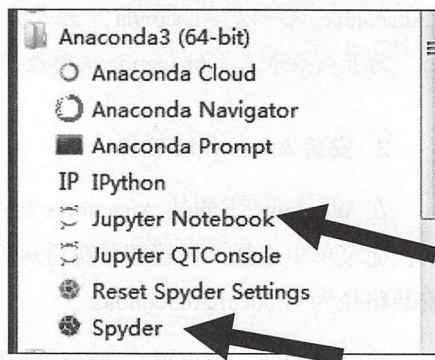 Anaconda3 (64-bit)
Anaconda Cloud
Anaconda Navigator
Anaconda Prompt
IP IPython
Jupyter Notebook
Jupyter QTConsole
Reset Spyder Settings
Spyder